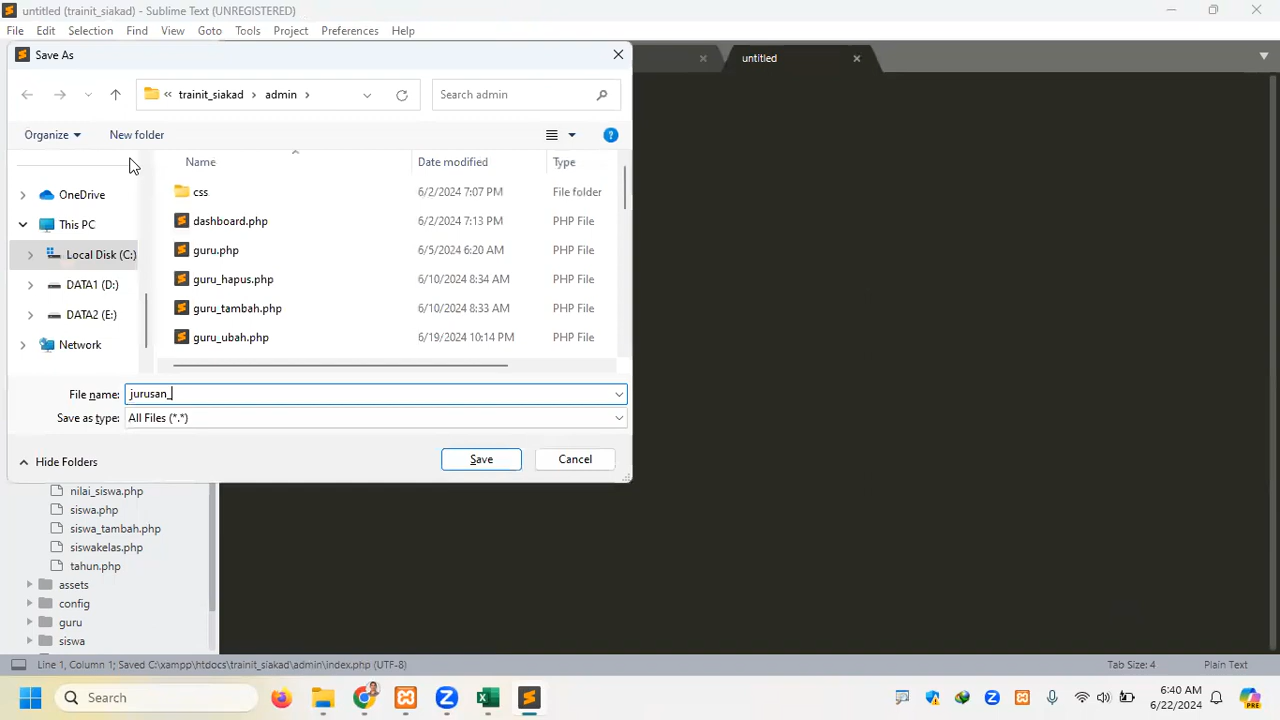 untitled (trainit_siakad) - Sublime Text (UNREGISTERED)
File Edit Selection Find View Goto Tools Project Preferences Help
Save As
untitled
« trainit_siakad > admin >
Search admin
Organize
New folder
Name Date modified Type
css 6/2/2024 7:07 PM File folder
OneDrive
dashboard.php 6/2/2024 7:13 PM PHP File
This PC
guru.php 6/5/2024 6:20 AM PHP File
Local Disk (C:)
guru_hapus.php 6/10/2024 8:34 AM PHP File
DATA1 (D:)
guru_tambah.php 6/10/2024 8:33 AM PHP File
DATA2 (E:)
guru_ubah.php 6/19/2024 10:14 PM PHP File
Network
File name: jurusan_
Save as type: All Files (*.*)
Hide Folders
Save
Cancel
nilai_siswa.php
siswa.php
siswa_tambah.php
siswakelas.php
tahun.php
assets
config
guru
siswa
Line 1, Column 1; Saved C:\xampp\htdocs\trainit_siakad\admin\index.php (UTF-8)
Tab Size: 4
Plain Text
Search
6:40 AM
6/22/2024
PRE